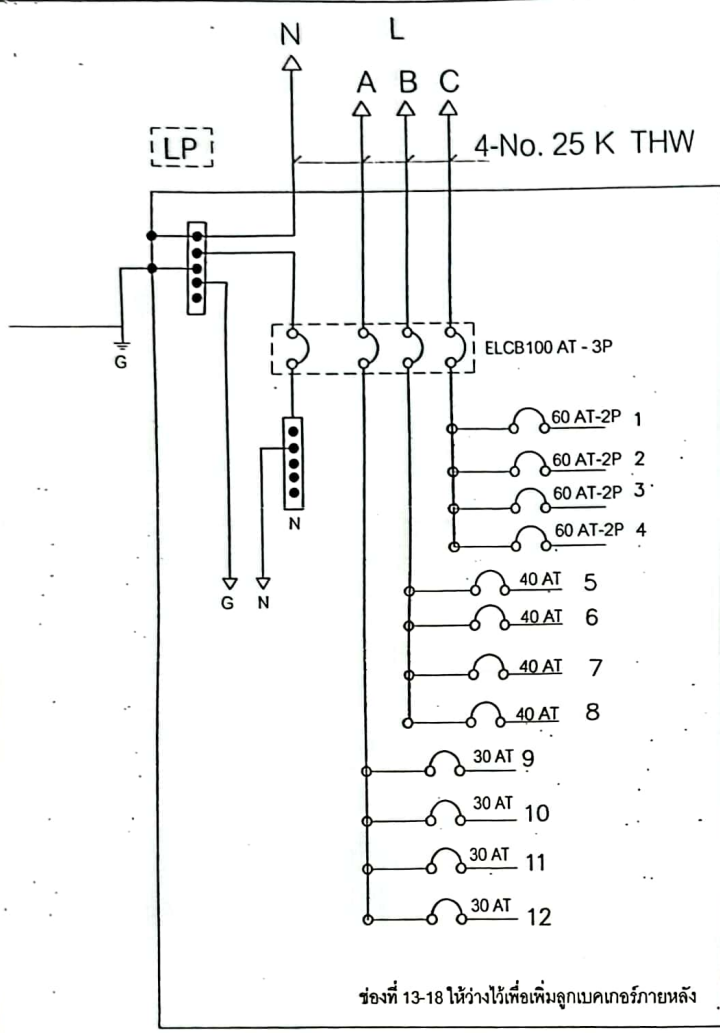 N L
A B C
LP
4-No. 25 K THW
G
ELCB100 AT - 3P
60 AT-2P 1
60 AT-2P 2
60 AT-2P 3
60 AT-2P 4
N
G N
40 AT 5
40 AT 6
40 AT 7
40 AT 8
30 AT 9
30 AT 10
30 AT 11
30 AT 12
ช่องที่ 13-18 ให้ว่างไว้เพื่อเพิ่มลูกเบคเกอร์ภายหลัง